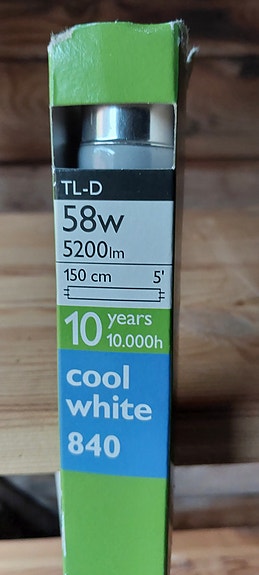 TL-D
58w
5200lm
150 cm 5'
10 years
10.000h
cool
white
840